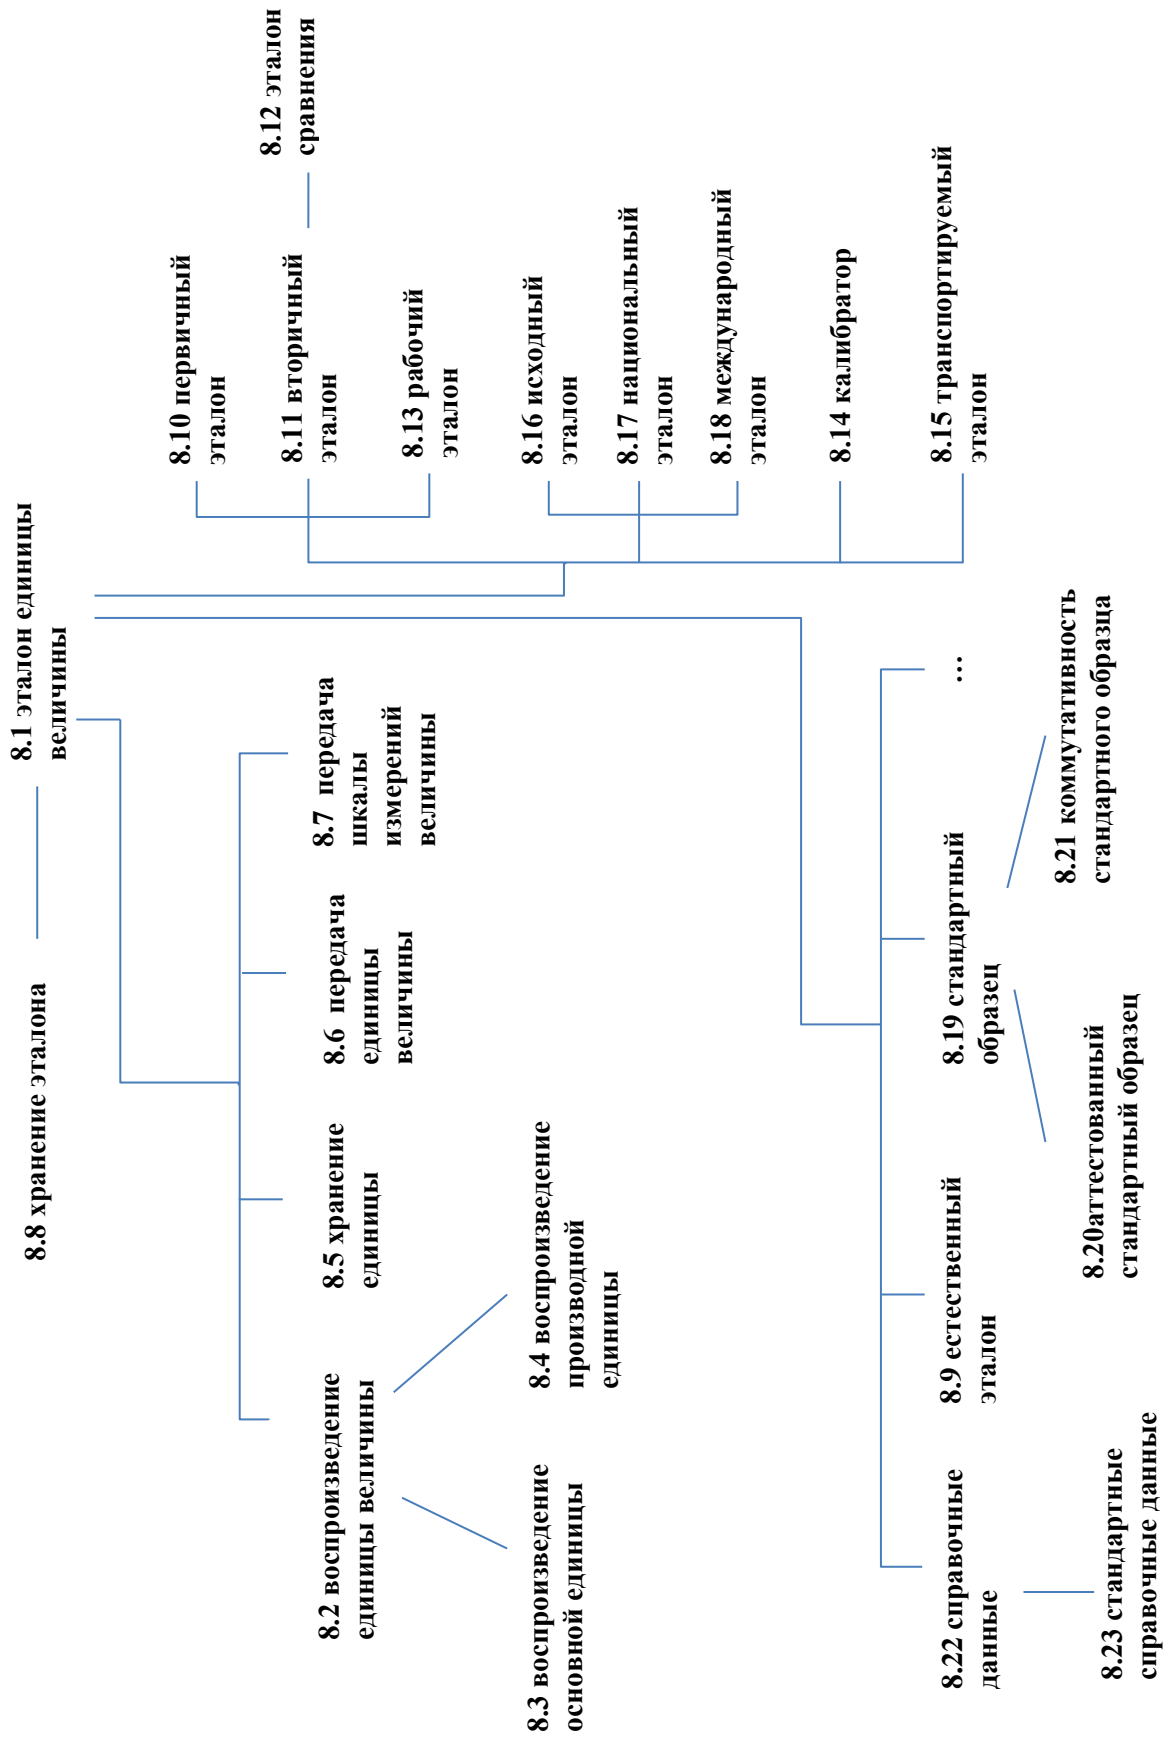 8.1 эталон единицы
величины
8.8 хранение эталона
8.2 воспроизведение
единицы величины
8.3 воспроизведение
основной единицы
8.4 воспроизведение
производной
единицы
8.5 хранение
единицы
8.6 передача
единицы
величины
8.7 передача
шкалы
измерений
величины
8.10 первичный
эталон
8.11 вторичный
эталон
8.12 эталон
сравнения
8.13 рабочий
эталон
8.16 исходный
эталон
8.17 национальный
эталон
8.18 международный
эталон
8.14 калибратор
8.15 транспортируемый
эталон
8.22 справочные
данные
8.23 стандартные
справочные данные
8.9 естественный
эталон
8.19 стандартный
образец
8.20аттестованный
стандартный образец
8.21 коммутативность
стандартного образца
…